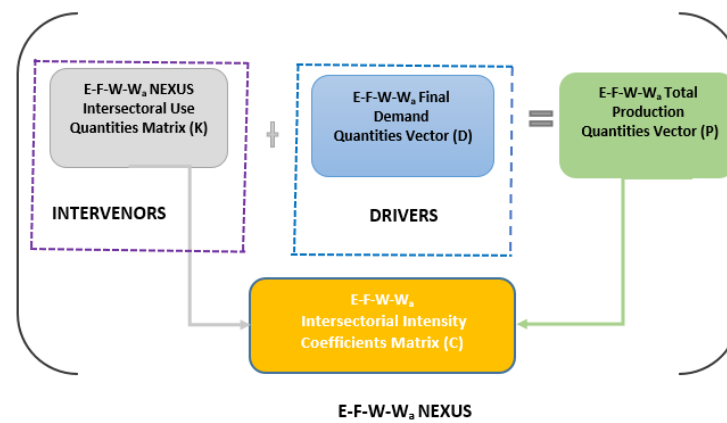 E-F-W-Wₐ NEXUS
Intersectoral Use
Quantities Matrix (K)
INTERVENORS
+
E-F-W-Wₐ Final
Demand
Quantities Vector (D)
DRIVERS
=
E-F-W-Wₐ Total
Production
Quantities Vector (P)
E-F-W-Wₐ
Intersectorial Intensity
Coefficients Matrix (C)
E-F-W-Wₐ NEXUS